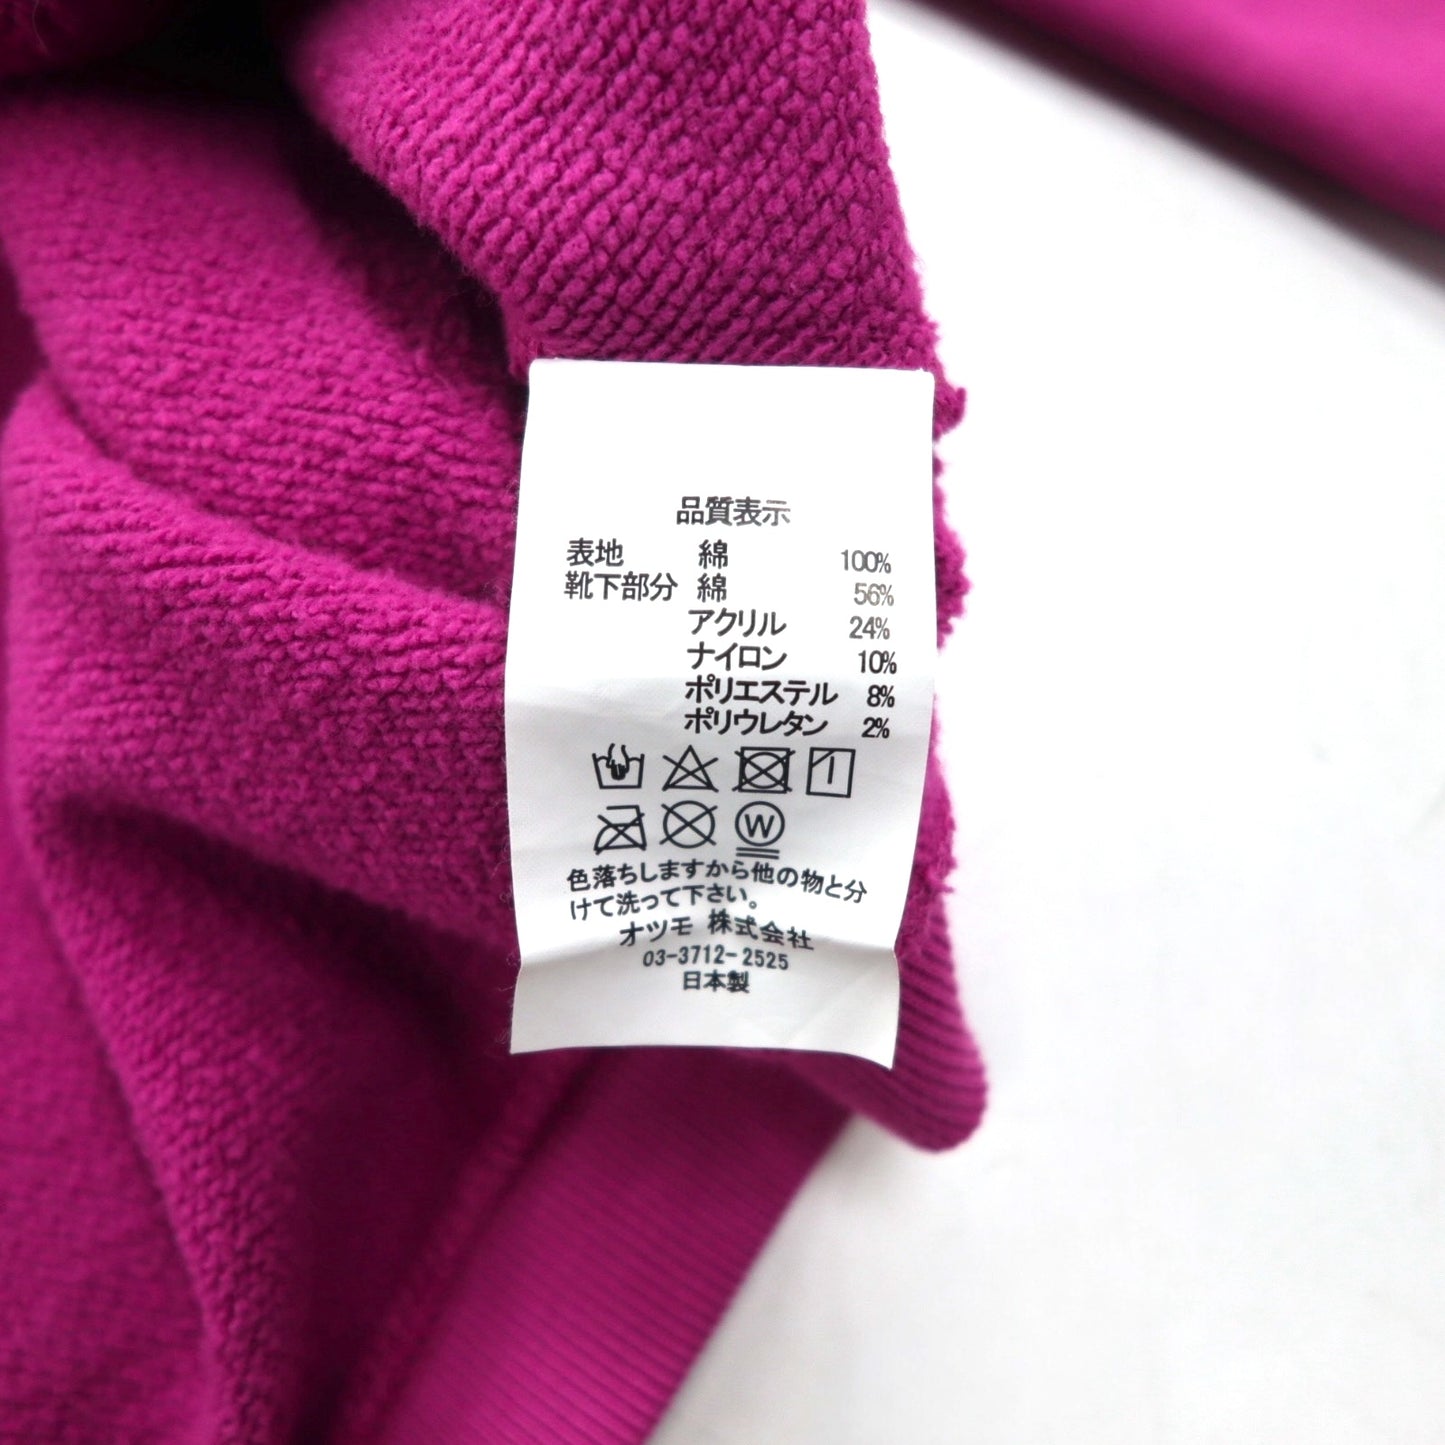 品質表示
表地 綿 100%
靴下部分 綿 56%
アクリル 24%
ナイロン 10%
ポリエステル 8%
ポリウレタン 2%
W
色落ちしますから他の物と分
けて洗って下さい。
オツモ 株式会社
03-3712-2525
日本製